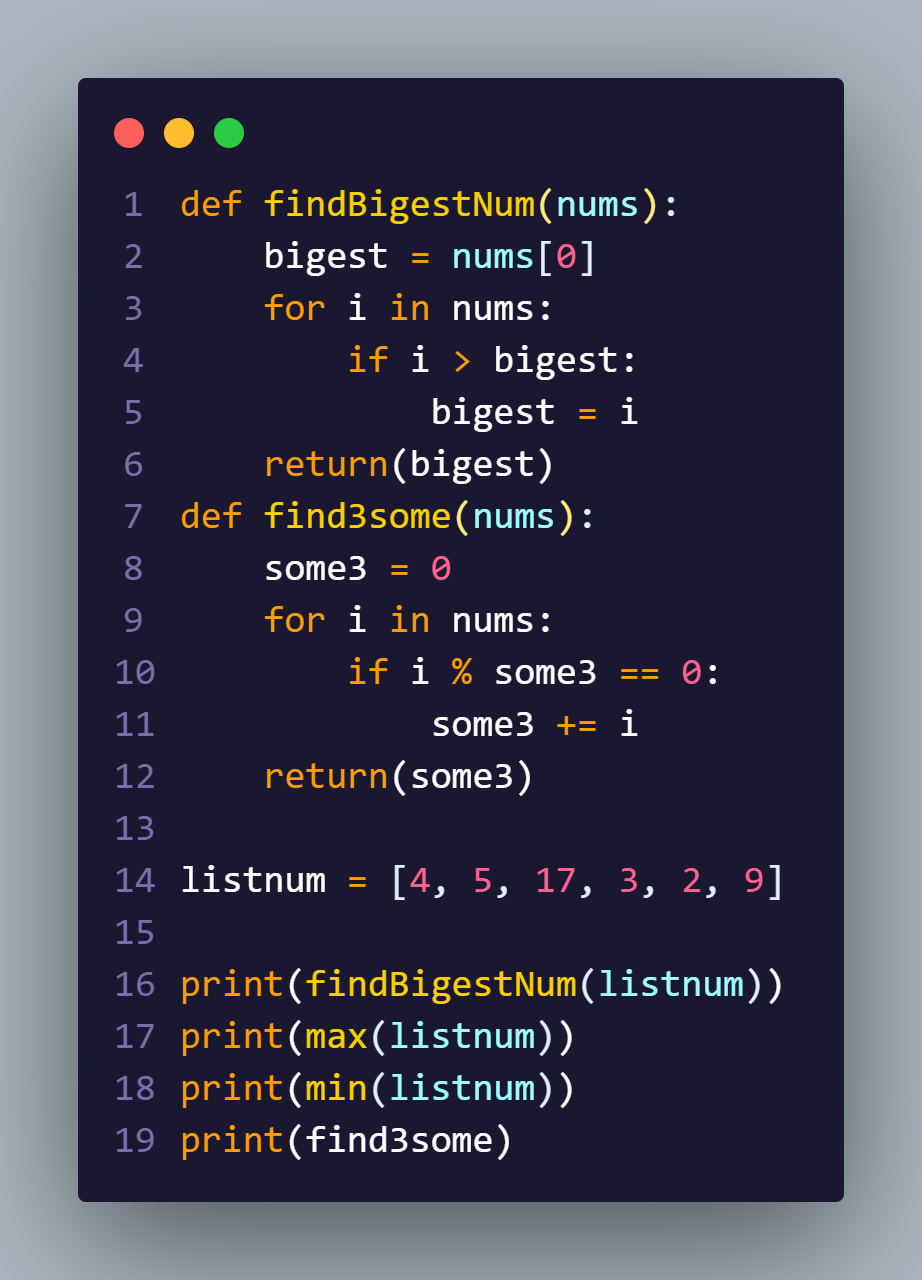 1 def findBigestNum(nums):
2     bigest = nums[0]
3     for i in nums:
4         if i > bigest:
5             bigest = i
6     return(bigest)
7 def find3some(nums):
8     some3 = 0
9     for i in nums:
10         if i % some3 == 0:
11             some3 += i
12     return(some3)
13
14 listnum = [4, 5, 17, 3, 2, 9]
15
16 print(findBigestNum(listnum))
17 print(max(listnum))
18 print(min(listnum))
19 print(find3some)